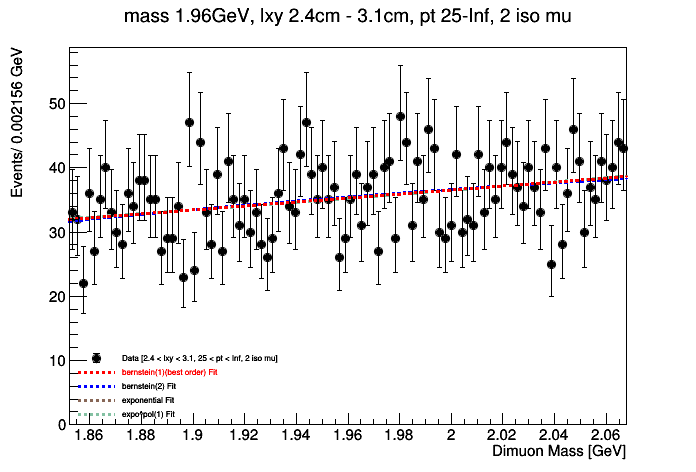 mass 1.96GeV, lxy 2.4cm - 3.1cm, pt 25-Inf, 2 iso mu
Events/ 0.002156 GeV
50
40
30
20
10
0
Data [2.4 < lxy < 3.1, 25 < pt < Inf, 2 iso mu]
bernstein(1)(best order) Fit
bernstein(2) Fit
exponential Fit
expo*pol(1) Fit
1.86 1.88 1.9 1.92 1.94 1.96 1.98 2 2.02 2.04 2.06
Dimuon Mass [GeV]